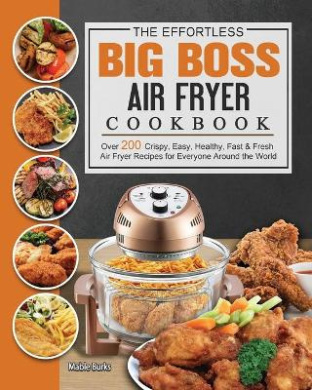 THE EFFORTLESS
BIG BOSS
AIR FRYER
COOKBOOK
Over 200 Crispy, Easy, Healthy, Fast & Fresh
Air Fryer Recipes for Everyone Around the World
Mabie Burks